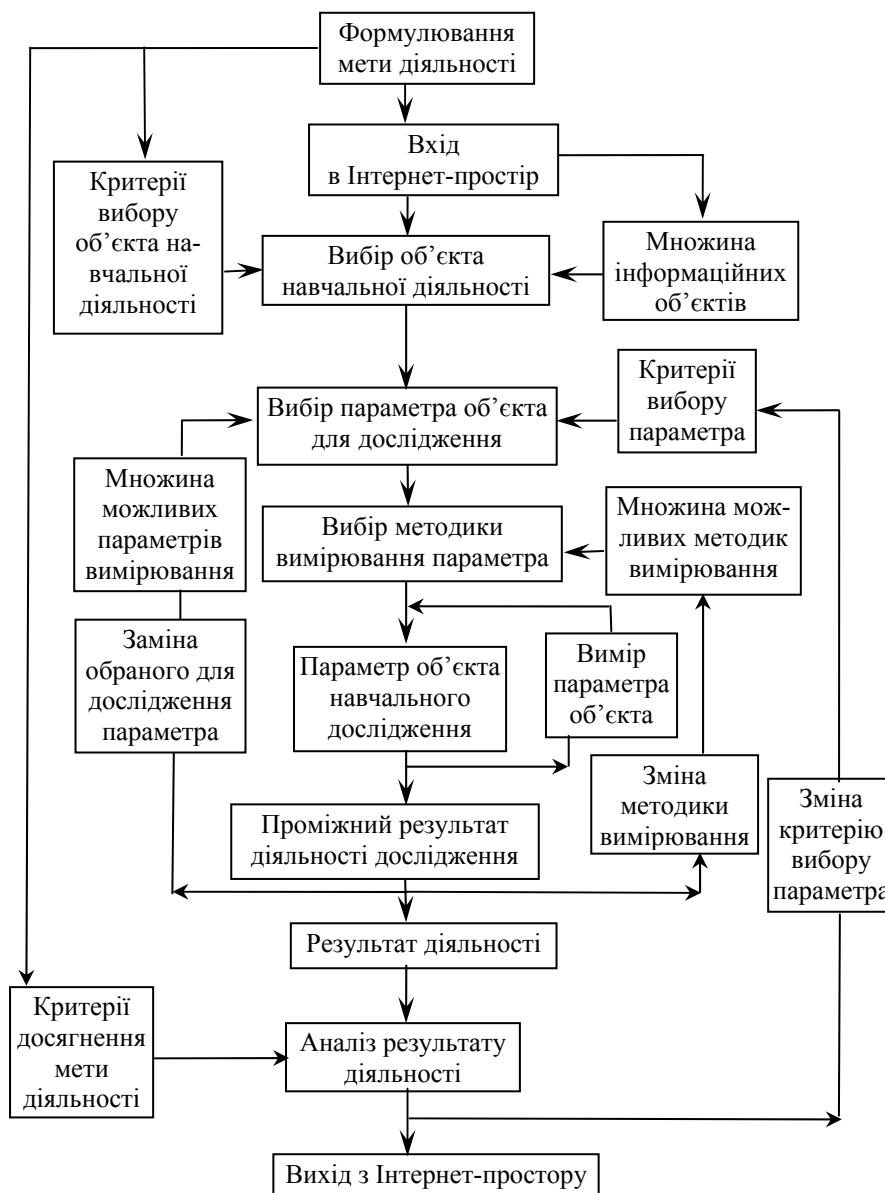 Формулювання
мети діяльності
Вхід
в Інтернет-простір
Критерії
вибору
об’єкта на-
вчальної
діяльності
Вибір об’єкта
навчальної діяльності
Множина
інформаційних
об’єктів
Вибір параметра об’єкта
для дослідження
Критерії
вибору
параметра
Множина
можливих
параметрів
вимірювання
Вибір методики
вимірювання параметра
Множина мож-
ливих методик
вимірювання
Заміна
обраного для
дослідження
параметра
Параметр об’єкта
навчального
дослідження
Вимір
параметра
об’єкта
Зміна
методики
вимірювання
Зміна
критерію
вибору
параметра
Проміжний результат
діяльності дослідження
Результат діяльності
Критерії
досягнення
мети
діяльності
Аналіз результату
діяльності
Вихід з Інтернет-простору